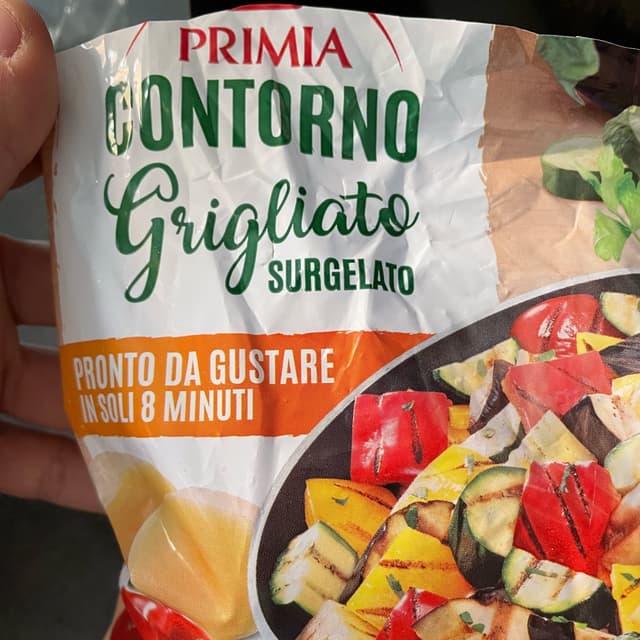 PRIMIA
CONTORNO
Grigliato
SURGELATO
PRONTO DA GUSTARE
IN SOLI 8 MINUTI